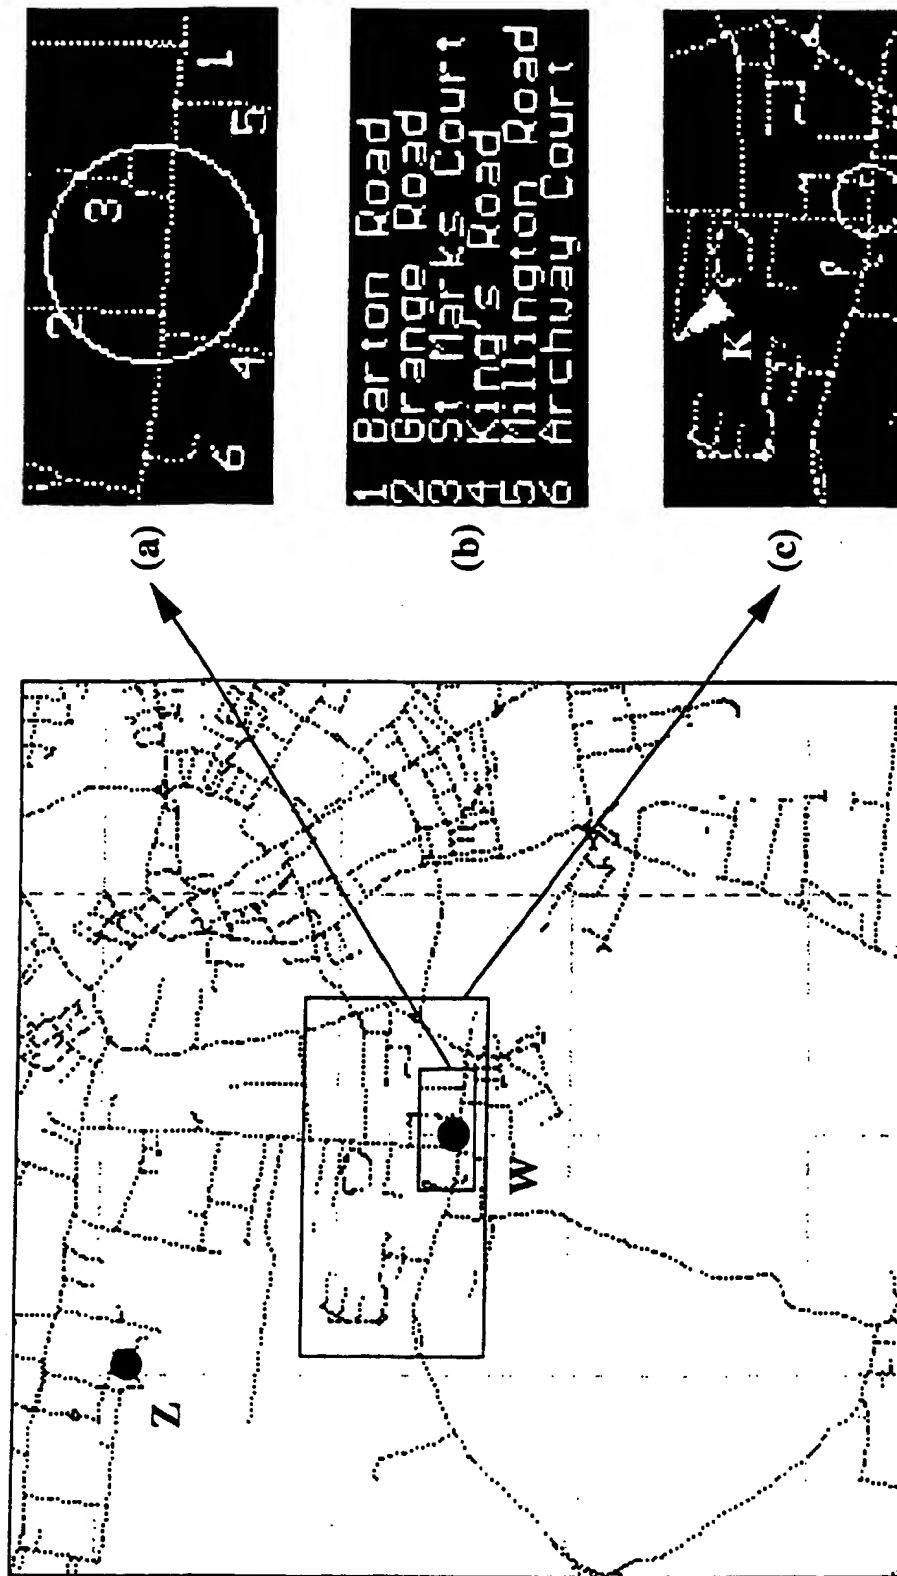 1
2
3
4
5
6
(a)
1 Barton Road
2 Grange Road
3 St Marks Court
4 King's Road
5 Millington Road
6 Archway Court
(b)
K
(c)
Z
W